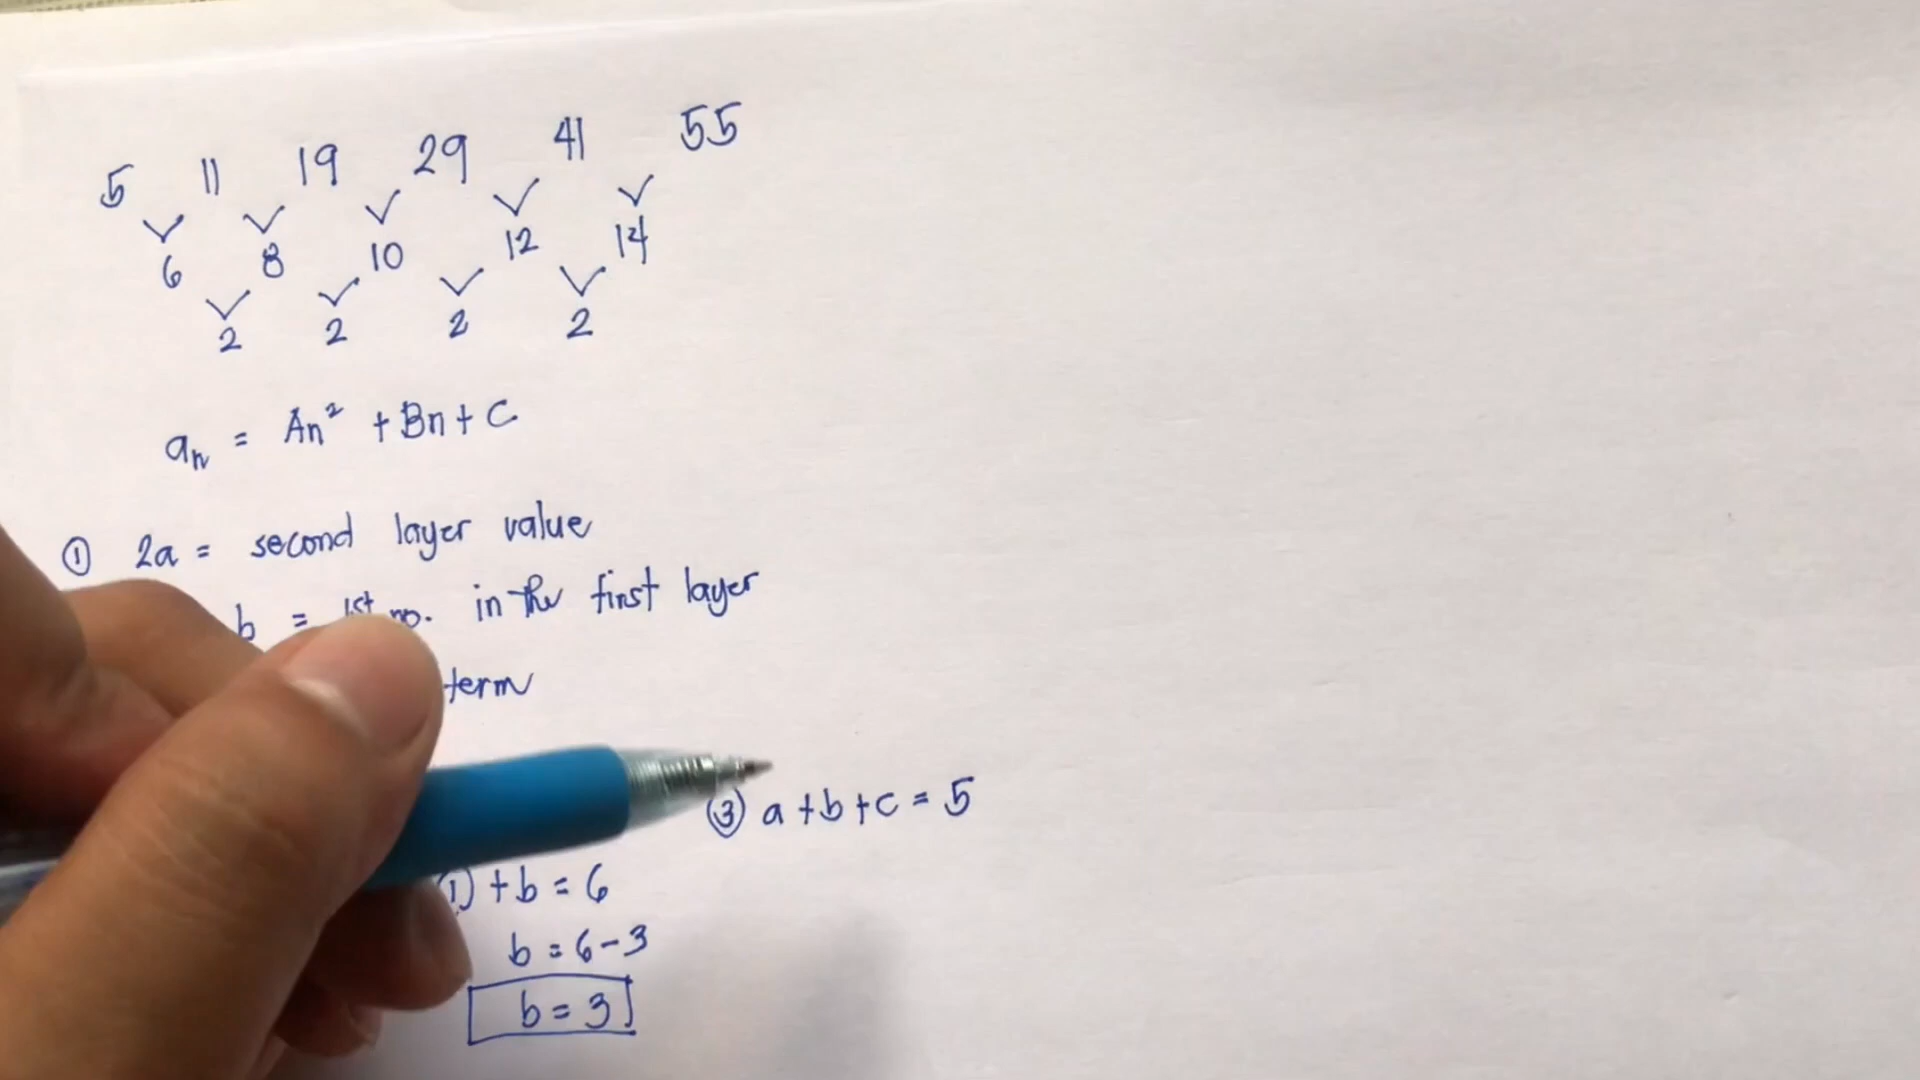 5 11 19 29 41 55
6 8 10 12 14
2 2 2 2
aₙ = An² + Bn + C
① 2a = second layer value
b = 1st no. in the first layer
term
③ a + b + c = 5
1) + b = 6
b = 6 - 3
b = 3